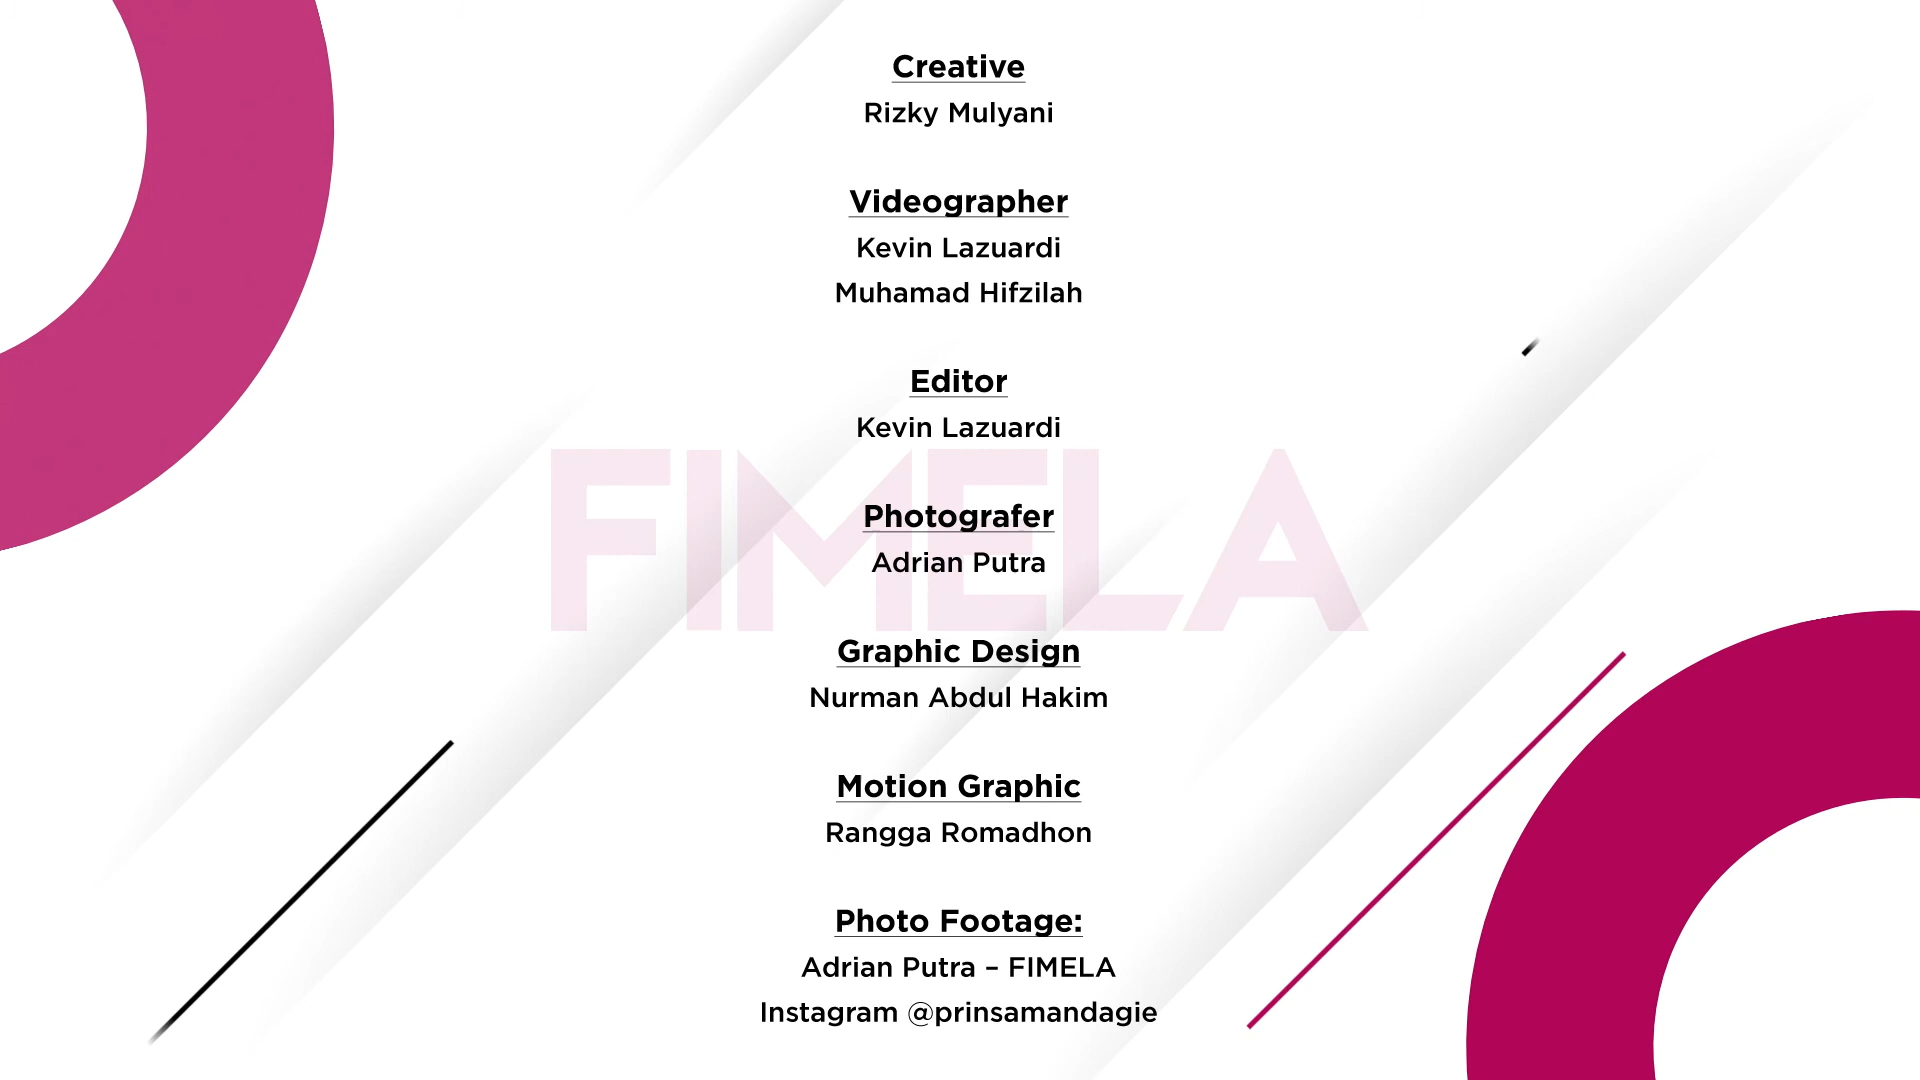 Creative
Rizky Mulyani
Videographer
Kevin Lazuardi
Muhamad Hifzilah
Editor
Kevin Lazuardi
FIMELA
Photografer
Adrian Putra
Graphic Design
Nurman Abdul Hakim
Motion Graphic
Rangga Romadhon
Photo Footage:
Adrian Putra – FIMELA
Instagram @prinsamandagie